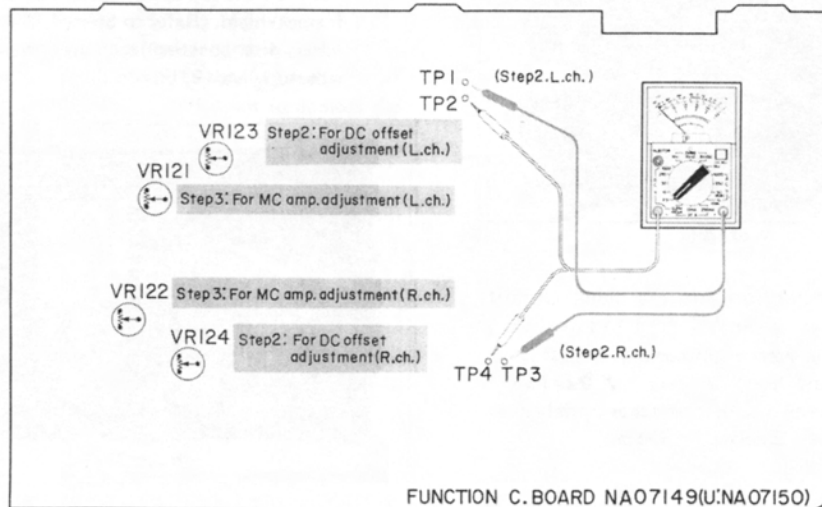 TP1 (Step2.L.ch.)
TP2
VR123 Step2: For DC offset
adjustment(L.ch.)
VR121
Step3: For MC amp.adjustment(L.ch.)
VR122 Step3: For MC amp. adjustment(R.ch.)
VR124 Step2: For DC offset
adjustment(R.ch.)
(Step2.R.ch.)
TP4 TP3
FUNCTION C.BOARD NA07149(U:NA07150)